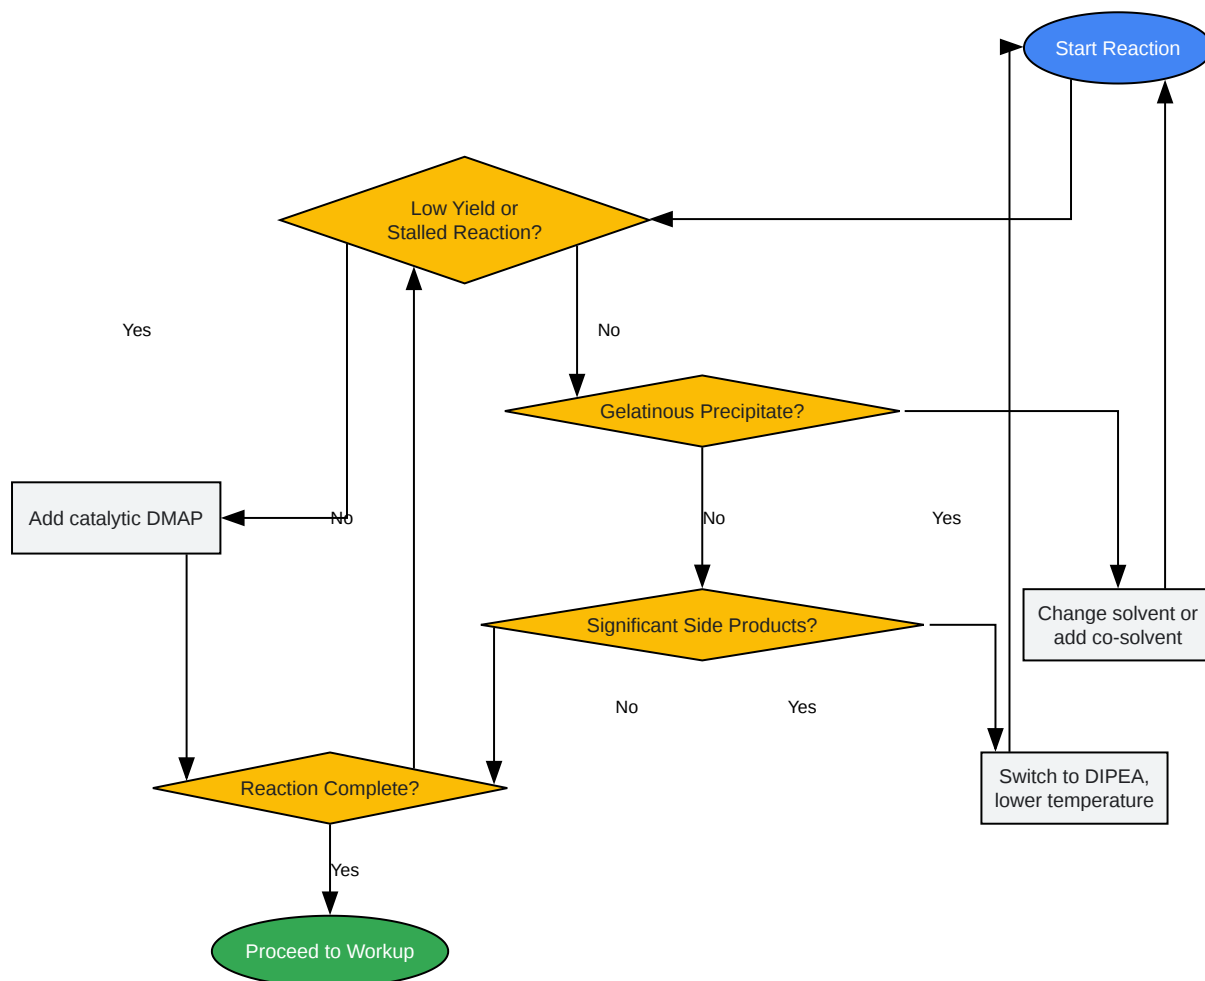 Start Reaction
Low Yield or
Stalled Reaction?
Yes
No
Gelatinous Precipitate?
Add catalytic DMAP
No
No
Yes
Significant Side Products?
Change solvent or
add co-solvent
No
Yes
Reaction Complete?
Switch to DIPEA,
lower temperature
Yes
Proceed to Workup